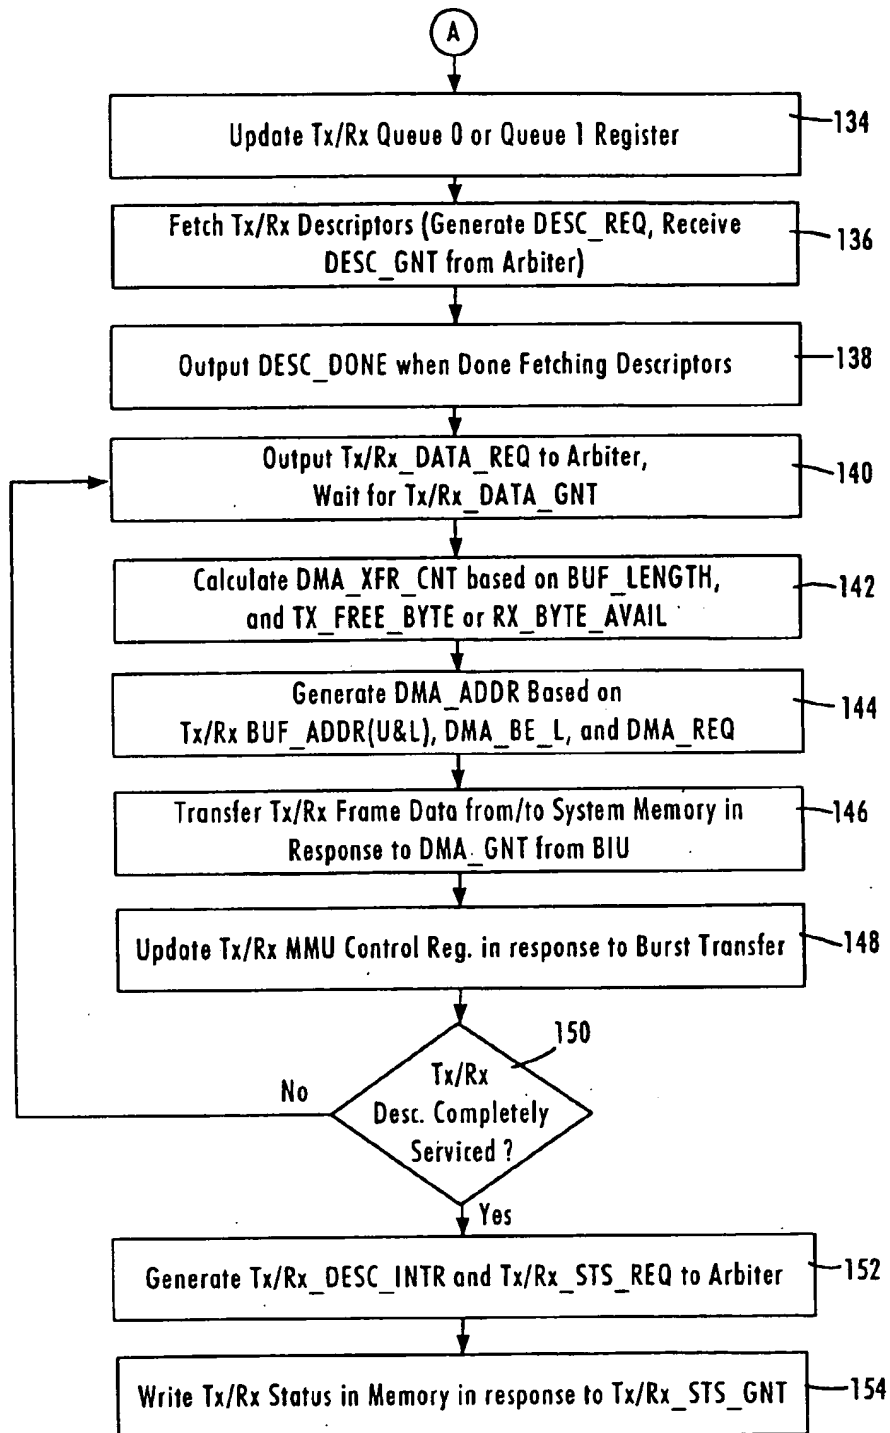 A
Update Tx/Rx Queue 0 or Queue 1 Register
134
Fetch Tx/Rx Descriptors (Generate DESC_REQ, Receive
DESC_GNT from Arbiter)
136
Output DESC_DONE when Done Fetching Descriptors
138
Output Tx/Rx_DATA_REQ to Arbiter,
Wait for Tx/Rx_DATA_GNT
140
Calculate DMA_XFR_CNT based on BUF_LENGTH,
and TX_FREE_BYTE or RX_BYTE_AVAIL
142
Generate DMA_ADDR Based on
Tx/Rx BUF_ADDR(U&L), DMA_BE_L, and DMA_REQ
144
Transfer Tx/Rx Frame Data from/to System Memory in
Response to DMA_GNT from BIU
146
Update Tx/Rx MMU Control Reg. in response to Burst Transfer
148
150
Tx/Rx
Desc. Completely
Serviced ?
No
Yes
Generate Tx/Rx_DESC_INTR and Tx/Rx_STS_REQ to Arbiter
152
Write Tx/Rx Status in Memory in response to Tx/Rx_STS_GNT
154